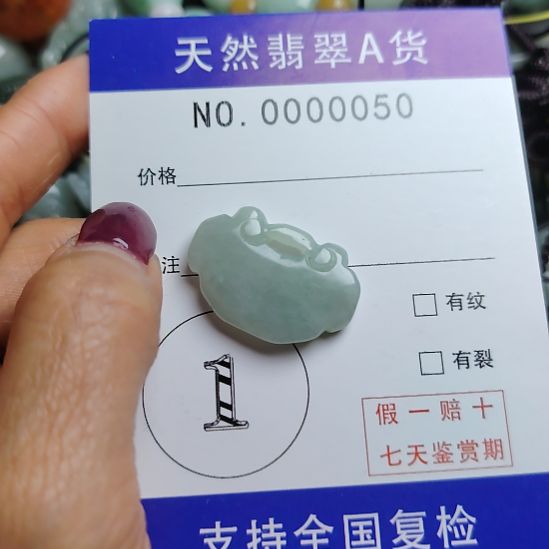 天然翡翠A货
NO. 0000050
价格
注
有纹
有裂
1
假一赔十
七天鉴赏期
支持全国复检